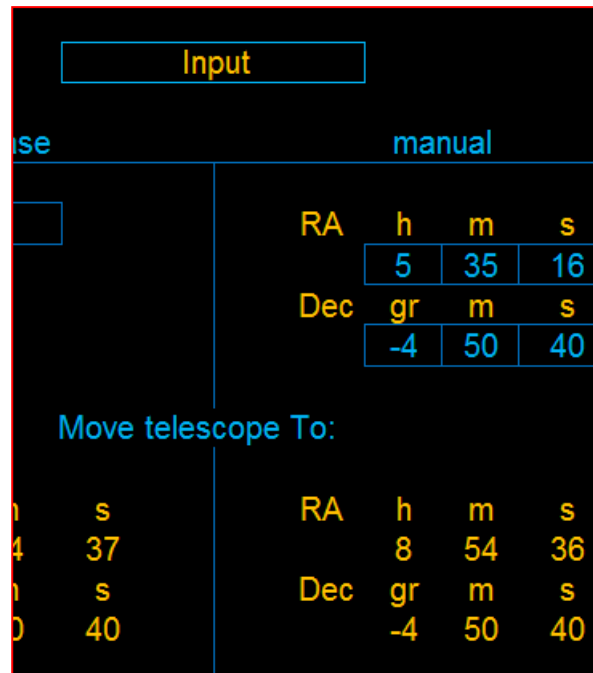 Input
manual
RA h m s
5 35 16
Dec gr m s
-4 50 40
Move telescope To:
s RA h m s
37 8 54 36
s Dec gr m s
40 -4 50 40